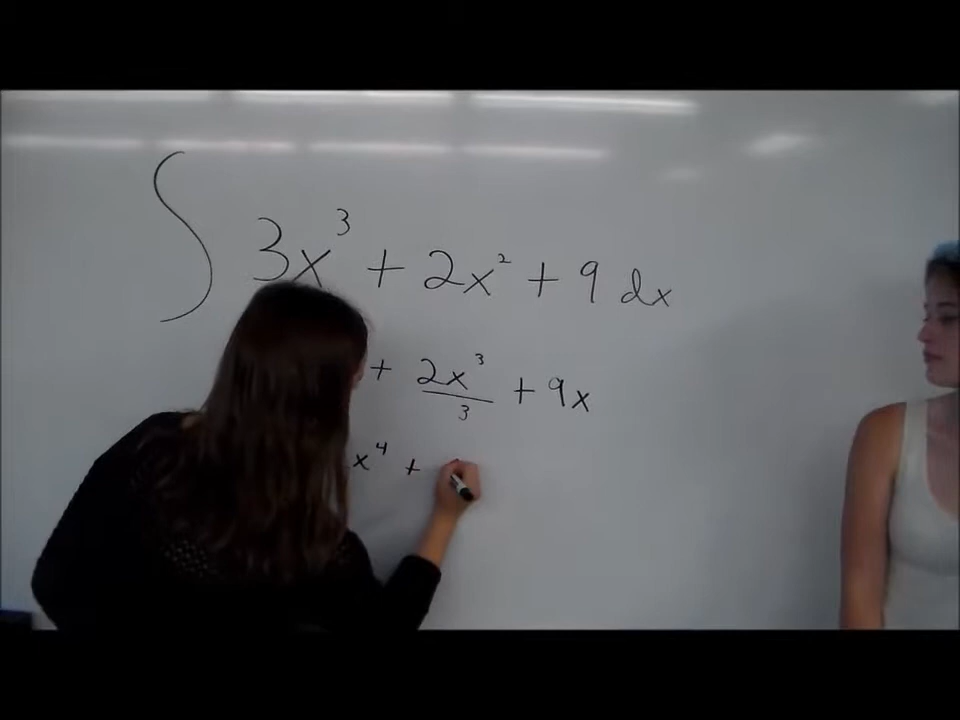 ∫ 3x³ + 2x² + 9 dx
+ 2x³/3 + 9x
x⁴ +